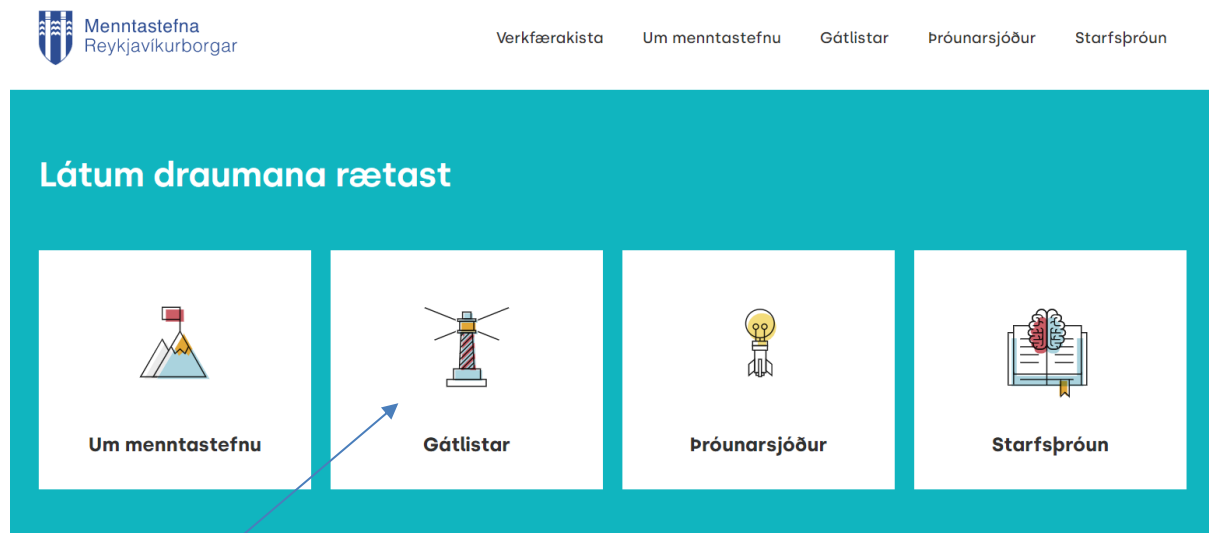 Menntastefna
Reykjavíkurborgar
Verkfærakista Um menntastefnu Gátlistar Þróunarsjóður Starfsþróun
Látum draumana rætast
Um menntastefnu Gátlistar Þróunarsjóður Starfsþróun